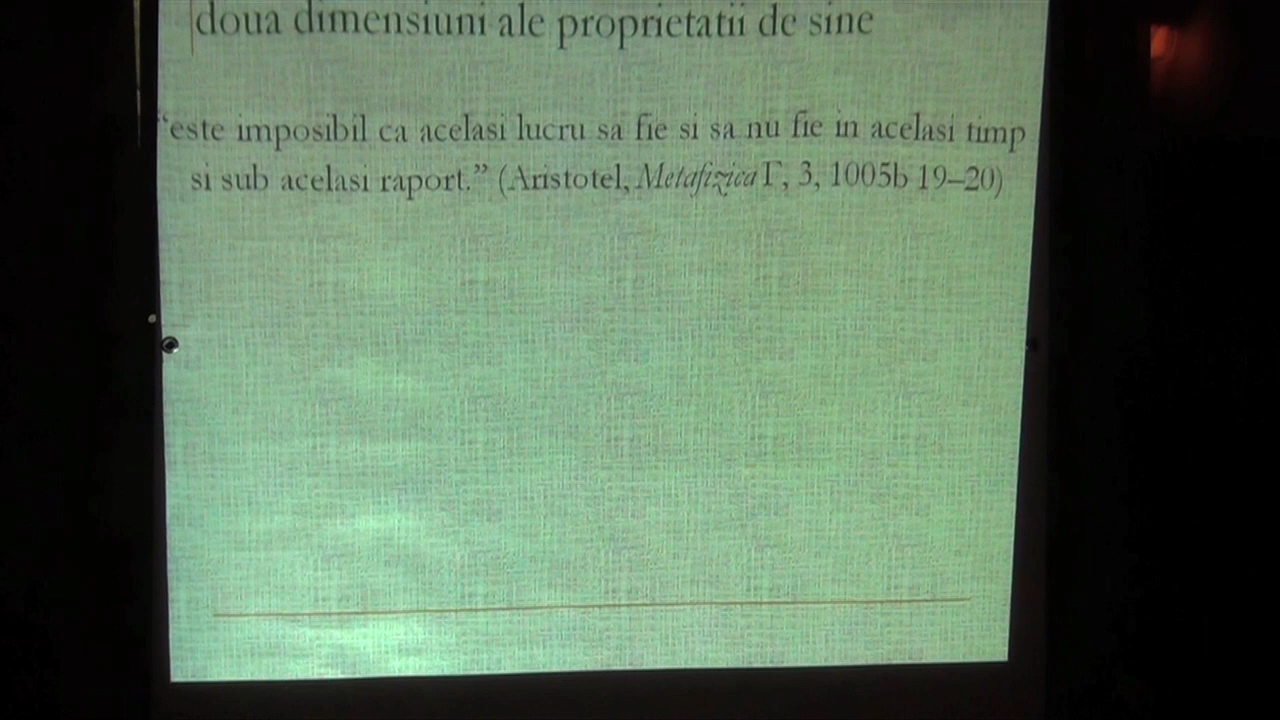 doua dimensiuni ale proprietatii de sine
“este imposibil ca acelasi lucru sa fie si sa nu fie in acelasi timp
si sub acelasi raport.” (Aristotel, Metafizica Γ, 3, 1005b 19–20)